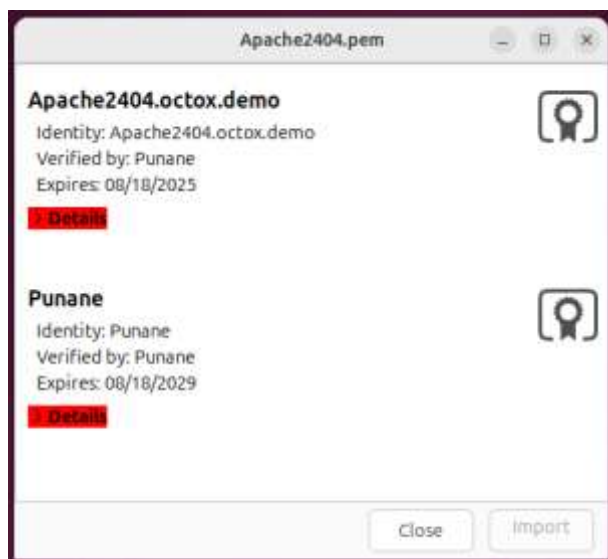 Apache2404.pem
Apache2404.octox.demo
Identity: Apache2404.octox.demo
Verified by: Punane
Expires: 08/18/2025
› Details
Punane
Identity: Punane
Verified by: Punane
Expires: 08/18/2029
› Details
Close Import